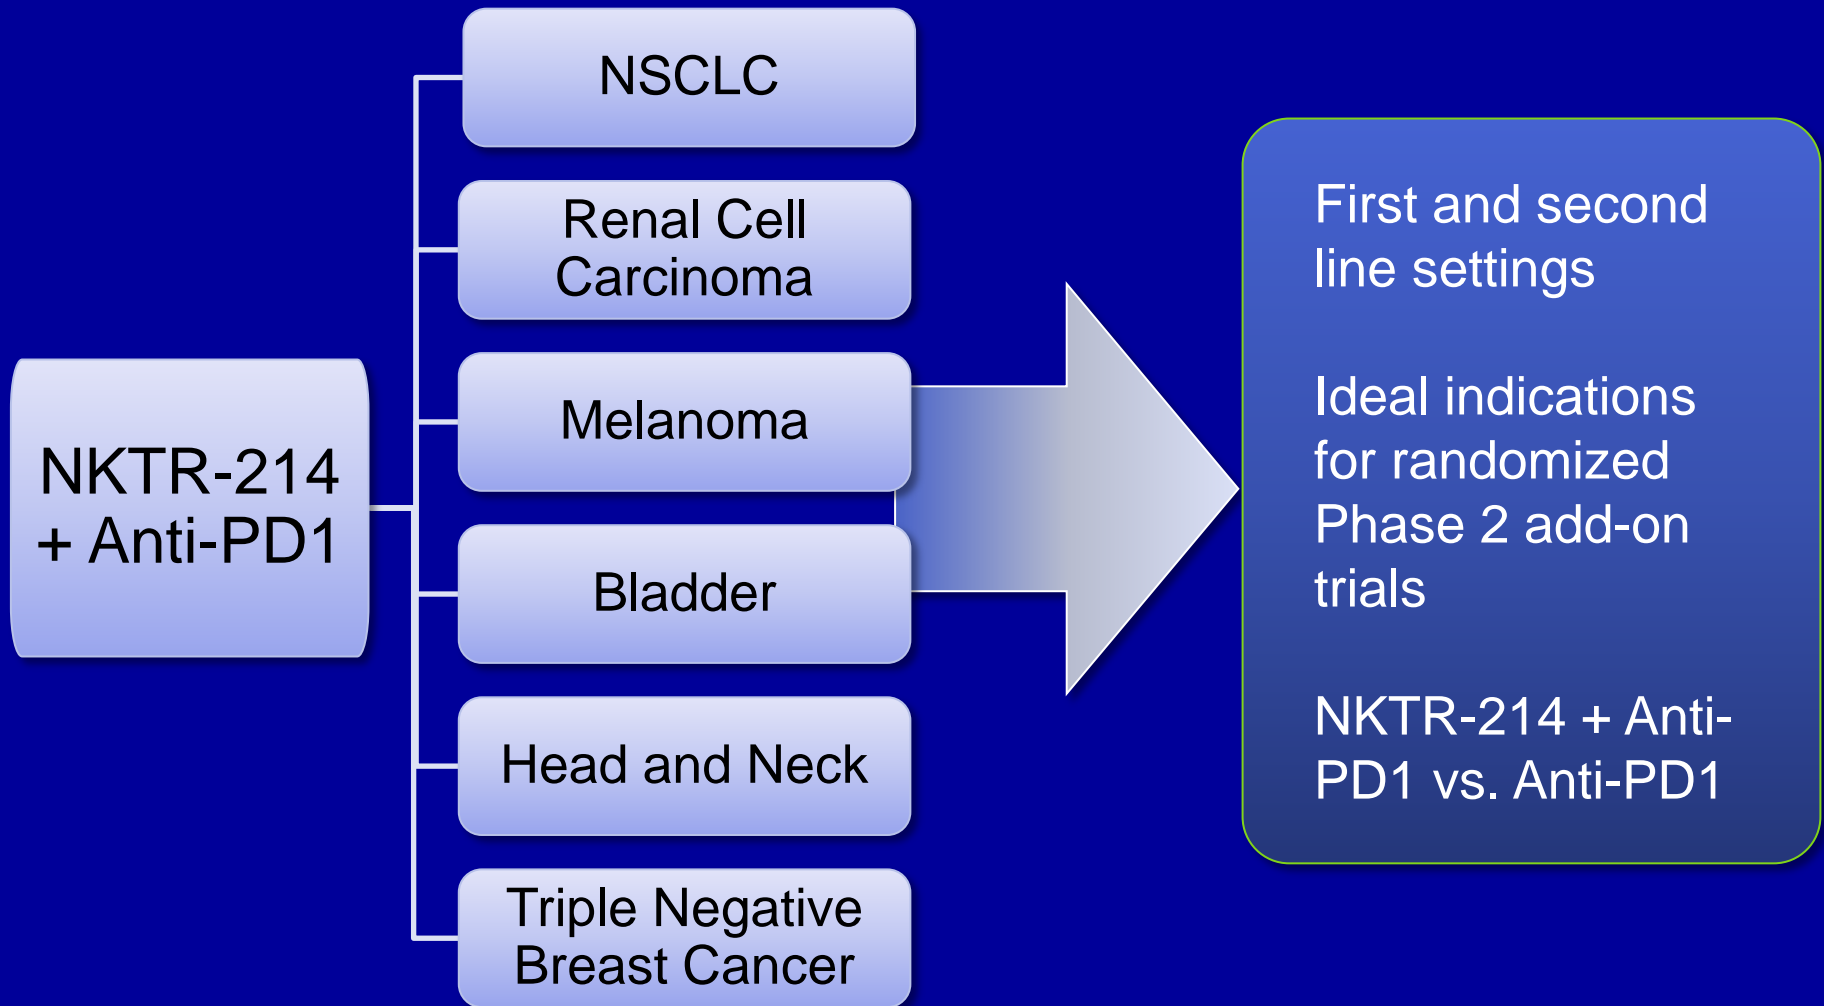 NKTR-214
+ Anti-PD1
NSCLC
Renal Cell
Carcinoma
Melanoma
Bladder
Head and Neck
Triple Negative
Breast Cancer
First and second
line settings
Ideal indications
for randomized
Phase 2 add-on
trials
NKTR-214 + Anti-
PD1 vs. Anti-PD1